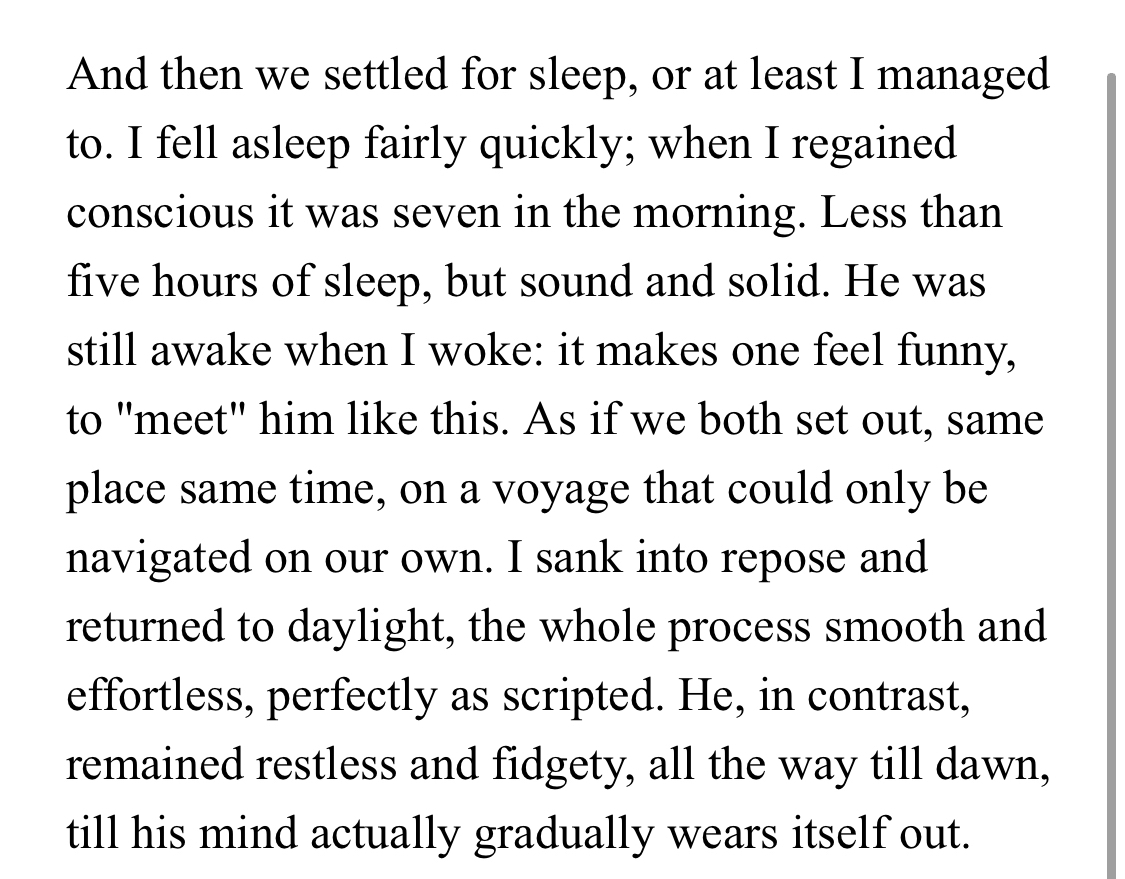 And then we settled for sleep, or at least I managed
to. I fell asleep fairly quickly; when I regained
conscious it was seven in the morning. Less than
five hours of sleep, but sound and solid. He was
still awake when I woke: it makes one feel funny,
to "meet" him like this. As if we both set out, same
place same time, on a voyage that could only be
navigated on our own. I sank into repose and
returned to daylight, the whole process smooth and
effortless, perfectly as scripted. He, in contrast,
remained restless and fidgety, all the way till dawn,
till his mind actually gradually wears itself out.